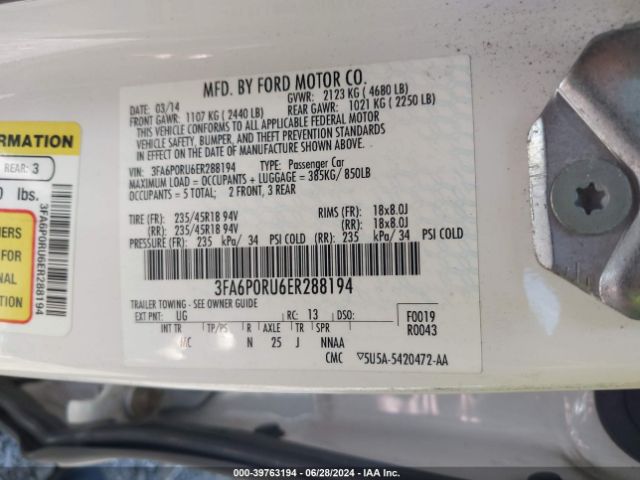 MFD. BY FORD MOTOR CO.
DATE: 03/14 GVWR: 2123 KG ( 4680 LB)
FRONT GAWR: 1107 KG ( 2440 LB) REAR GAWR: 1021 KG ( 2250 LB)
THIS VEHICLE CONFORMS TO ALL APPLICABLE FEDERAL MOTOR
VEHICLE SAFETY, BUMPER, AND THEFT PREVENTION STANDARDS
IN EFFECT ON THE DATE OF MANUFACTURE SHOWN ABOVE.
VIN: 3FA6P0RU6ER288194 TYPE: Passenger Car
MAXIMUM LOAD = OCCUPANTS + LUGGAGE = 385KG/ 850LB
OCCUPANTS = 5 TOTAL; 2 FRONT, 3 REAR
TIRE (FR): 235/45R18 94V RIMS (FR): 18x8.0J
(RR): 235/45R18 94V (RR): 18x8.0J
PRESSURE (FR): 235 kPa/ 34 PSI COLD (RR): 235 kPa/ 34 PSI COLD
3FA6P0RU6ER288194
TRAILER TOWING - SEE OWNER GUIDE
EXT PNT: UG RC: 13 DSO: F0019
R0043
INT TR TP/PS R AXLE TR SPR
MC N 25 J NNAA
CMC ▽5U5A-5420472-AA
ORMATION
REAR: 3
0 lbs.
3FA6P0RU6ER288194
000-39763194 - 06/28/2024 - IAA Inc.